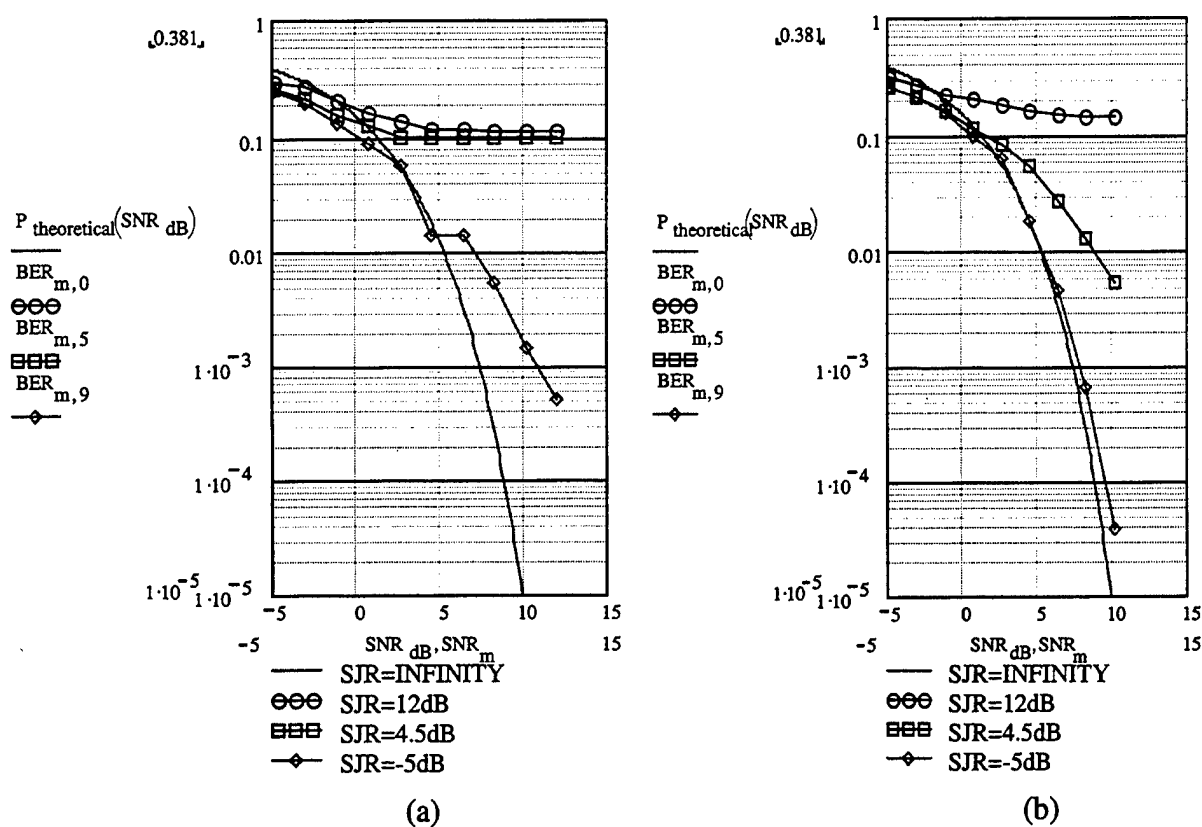 0.381
1
0.1
0.01
1·10⁻³
1·10⁻⁴
1·10⁻⁵ 1·10⁻⁵
P theoretical(SNR dB)
BER m,0
BER m,5
BER m,9
−5 0 5 10 15
−5 SNR dB, SNR m 15
SJR=INFINITY
SJR=12dB
SJR=4.5dB
SJR=-5dB
(a)
0.381
1
0.1
0.01
1·10⁻³
1·10⁻⁴
1·10⁻⁵ 1·10⁻⁵
P theoretical(SNR dB)
BER m,0
BER m,5
BER m,9
−5 0 5 10 15
−5 SNR dB, SNR m 15
SJR=INFINITY
SJR=12dB
SJR=4.5dB
SJR=-5dB
(b)